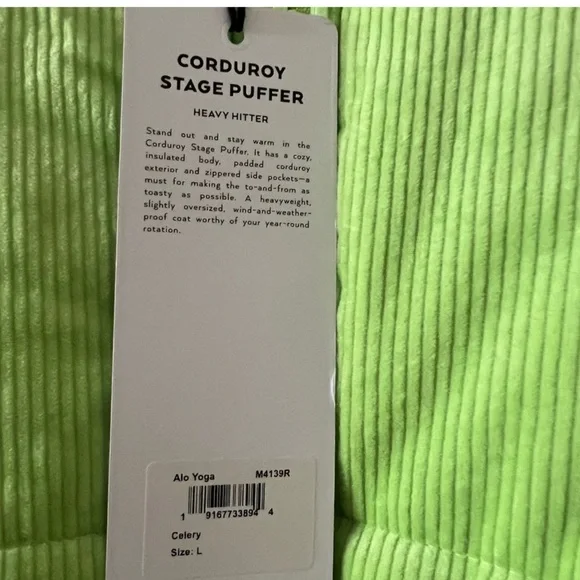 CORDUROY
STAGE PUFFER
HEAVY HITTER
Stand out and stay warm in the
Corduroy Stage Puffer. It has a cozy,
insulated body, padded corduroy
exterior and zippered side pockets—a
must for making the to-and-from as
toasty as possible. A heavyweight,
slightly oversized, wind-and-weather-
proof coat worthy of your year-round
rotation.
Alo Yoga M4139R
1 9167733894 4
Celery
Size: L